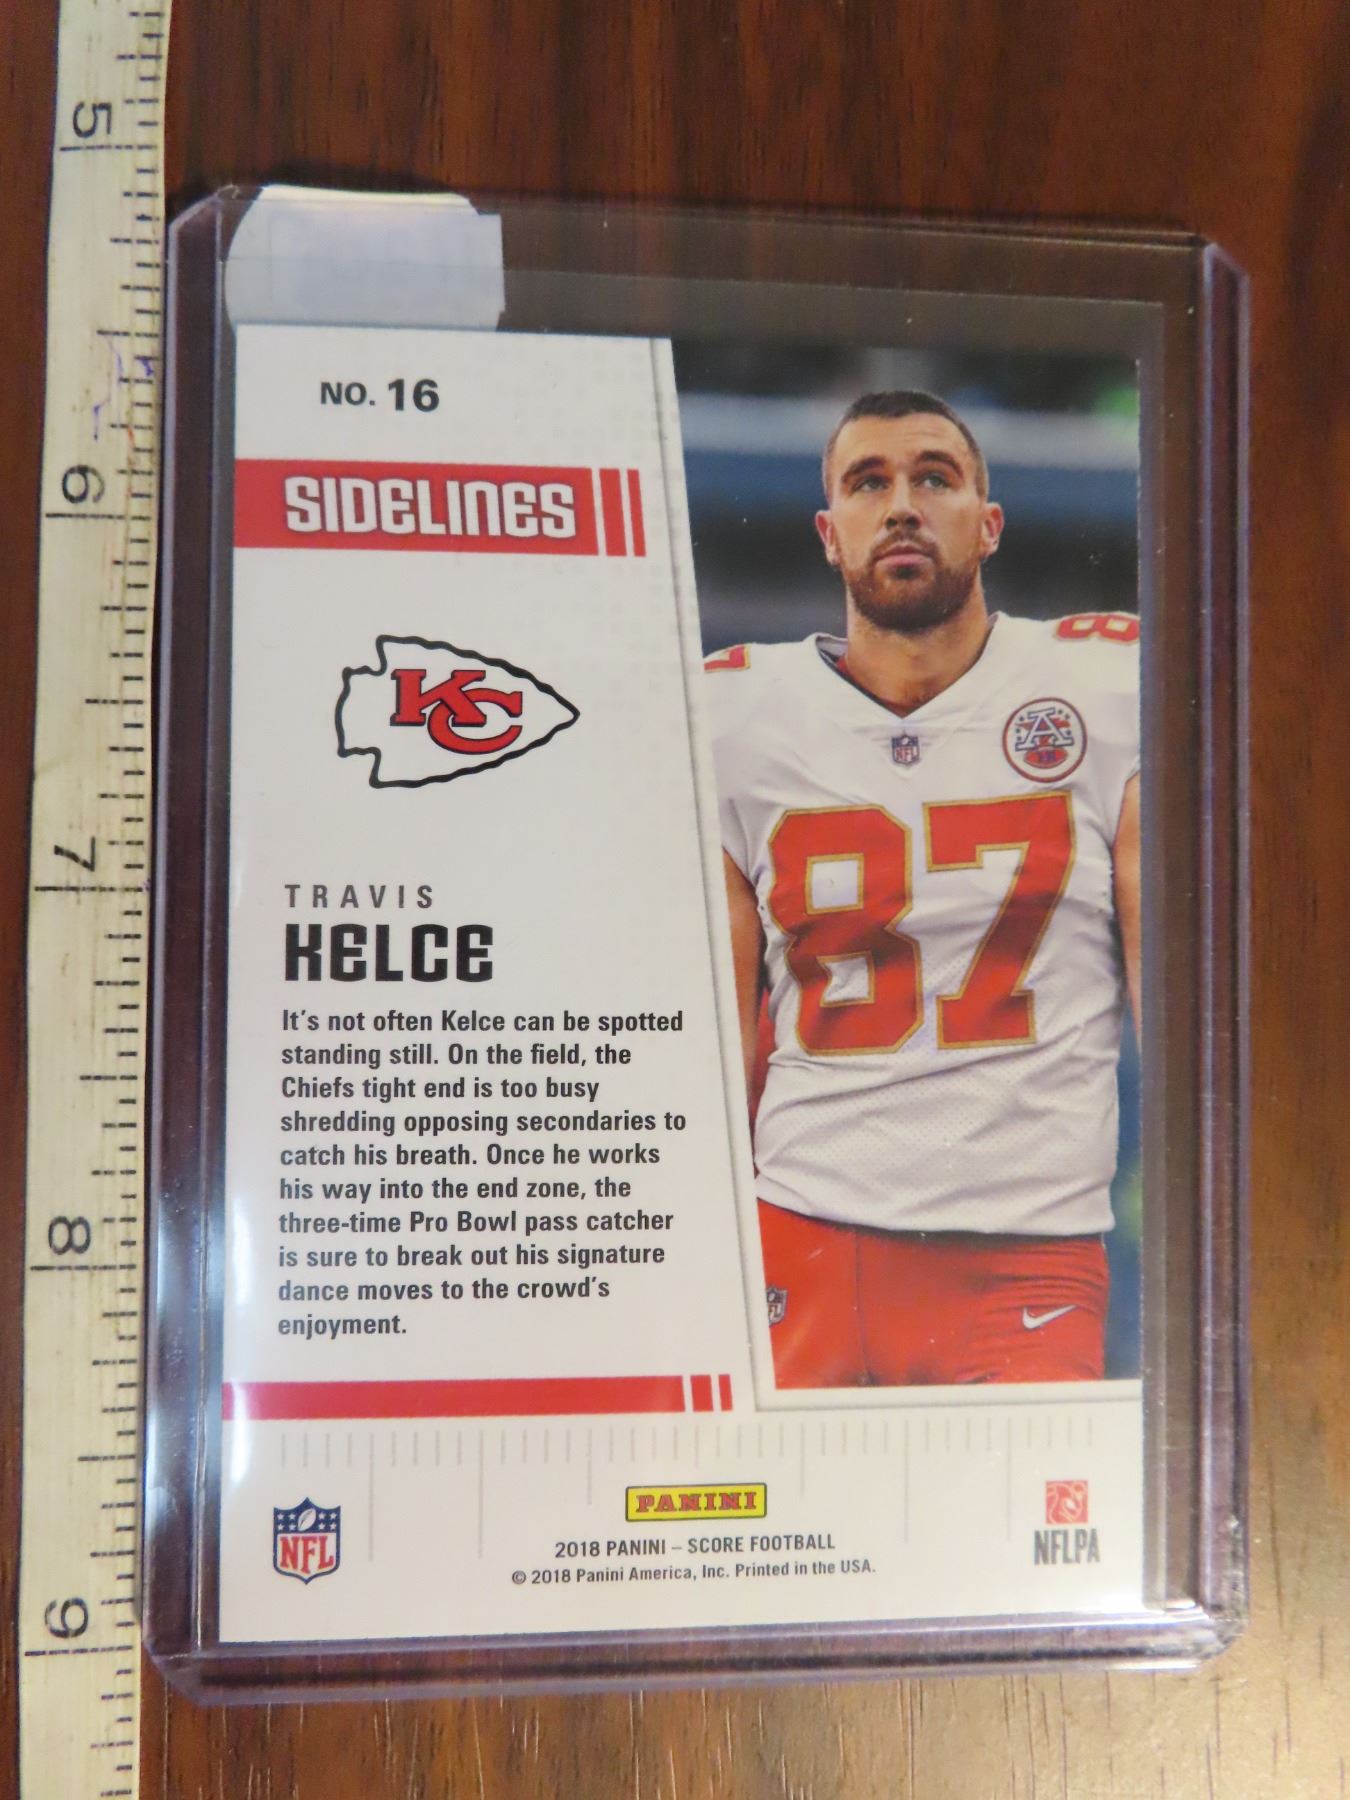 5
6
7
8
9
NO. 16
SIDELINES
KC
TRAVIS
KELCE
It's not often Kelce can be spotted
standing still. On the field, the
Chiefs tight end is too busy
shredding opposing secondaries to
catch his breath. Once he works
his way into the end zone, the
three-time Pro Bowl pass catcher
is sure to break out his signature
dance moves to the crowd's
enjoyment.
87
8
NFL
A
87
NFL
PANINI
2018 PANINI – SCORE FOOTBALL
© 2018 Panini America, Inc. Printed in the USA.
NFLPA